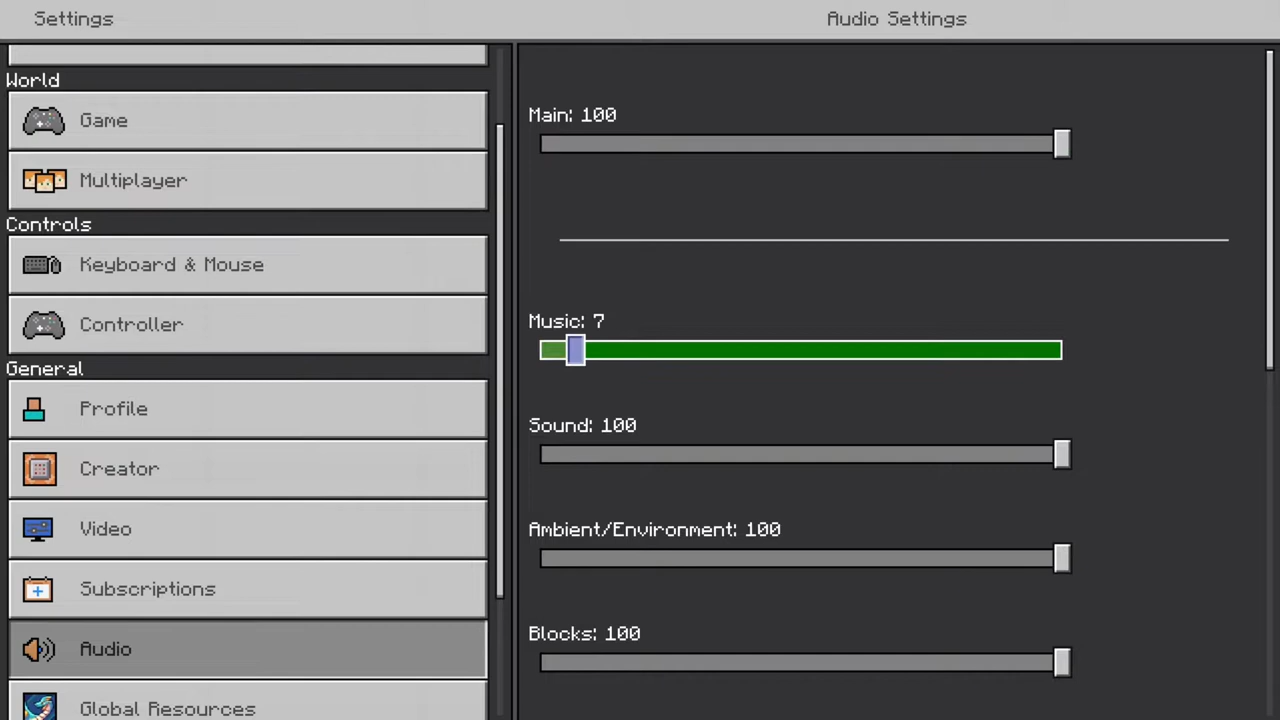 Settings
Audio Settings
World
Game
Multiplayer
Controls
Keyboard & Mouse
Controller
General
Profile
Creator
Video
Subscriptions
Audio
Global Resources
Main: 100
Music: 7
Sound: 100
Ambient/Environment: 100
Blocks: 100